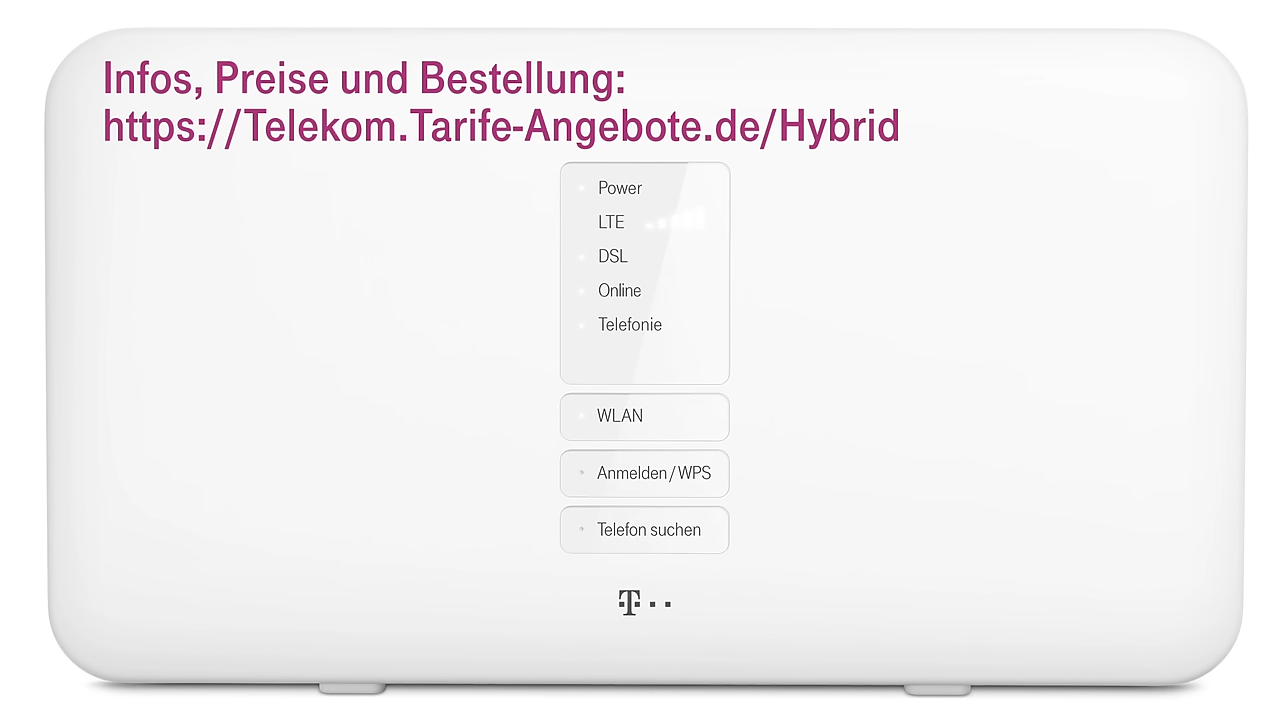 Infos, Preise und Bestellung:
https://Telekom.Tarife-Angebote.de/Hybrid
Power
LTE
DSL
Online
Telefonie
WLAN
Anmelden/WPS
Telefon suchen
T